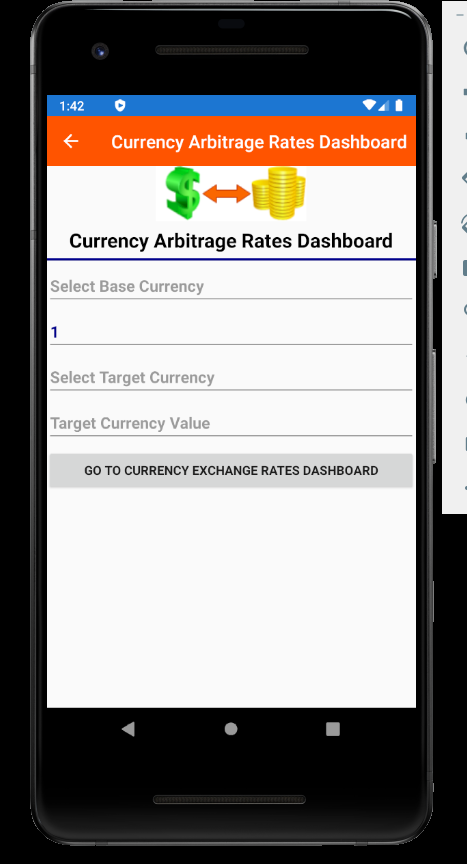 1:42
Currency Arbitrage Rates Dashboard
Currency Arbitrage Rates Dashboard
Select Base Currency
1
Select Target Currency
Target Currency Value
GO TO CURRENCY EXCHANGE RATES DASHBOARD